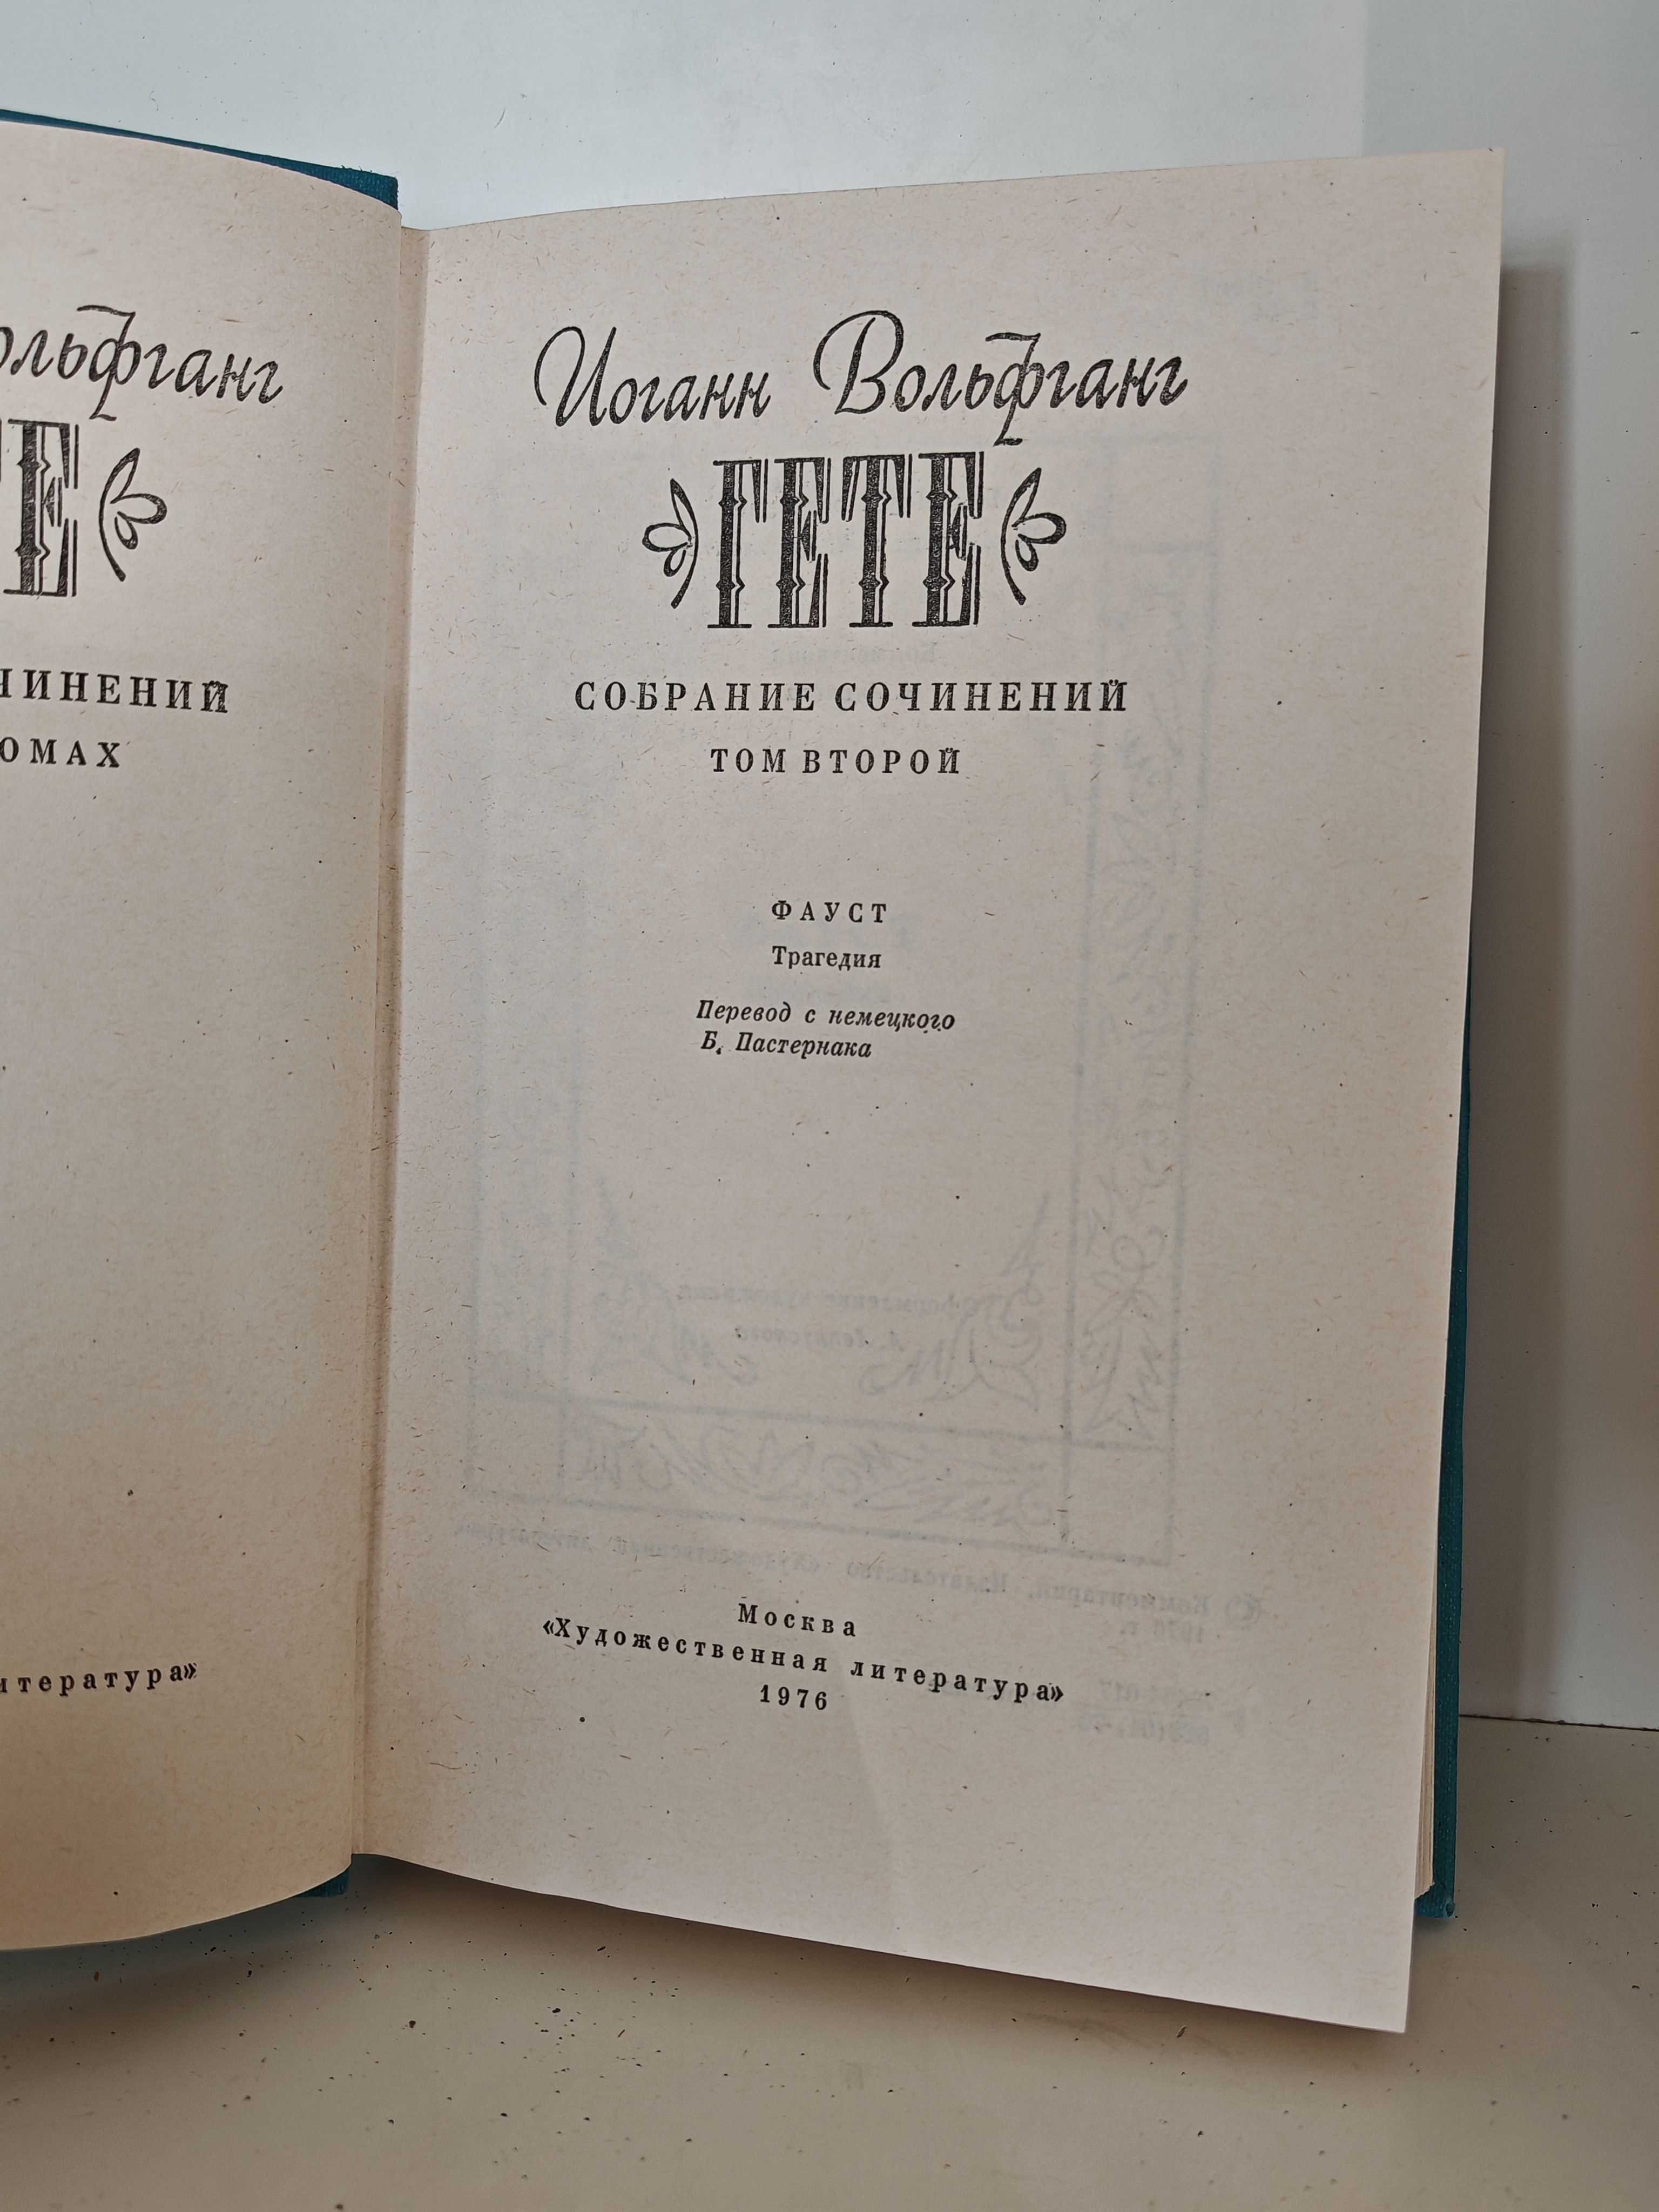 ольфганг
ТЕ
ЧИНЕНИЙ
ОМАХ
итература»
Иоганн Вольфганг
ГЕТЕ
СОБРАНИЕ СОЧИНЕНИЙ
ТОМ ВТОРОЙ
ФАУСТ
Трагедия
Перевод с немецкого
Б. Пастернака
Москва
«Художественная литература»
1976